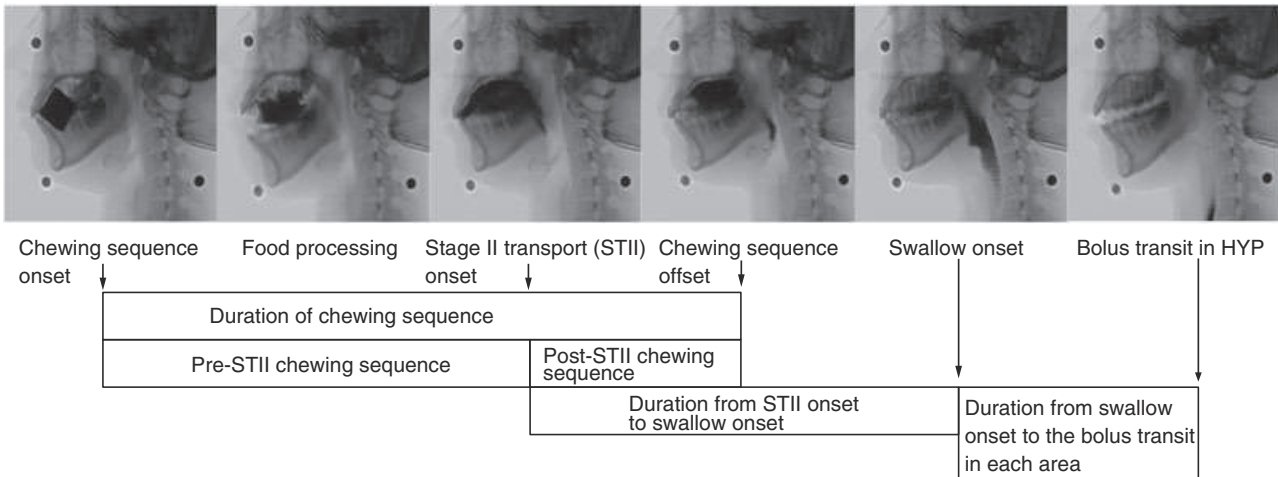 Chewing sequence
onset
Food processing
Stage II transport (STII)
onset
Chewing sequence
offset
Swallow onset
Bolus transit in HYP
Duration of chewing sequence
Pre-STII chewing sequence
Post-STII chewing
sequence
Duration from STII onset
to swallow onset
Duration from swallow
onset to the bolus transit
in each area